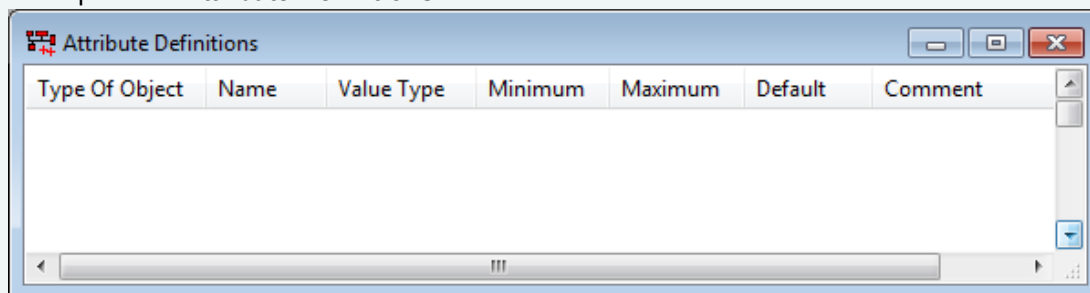 Attribute Definitions
Type Of Object Name Value Type Minimum Maximum Default Comment